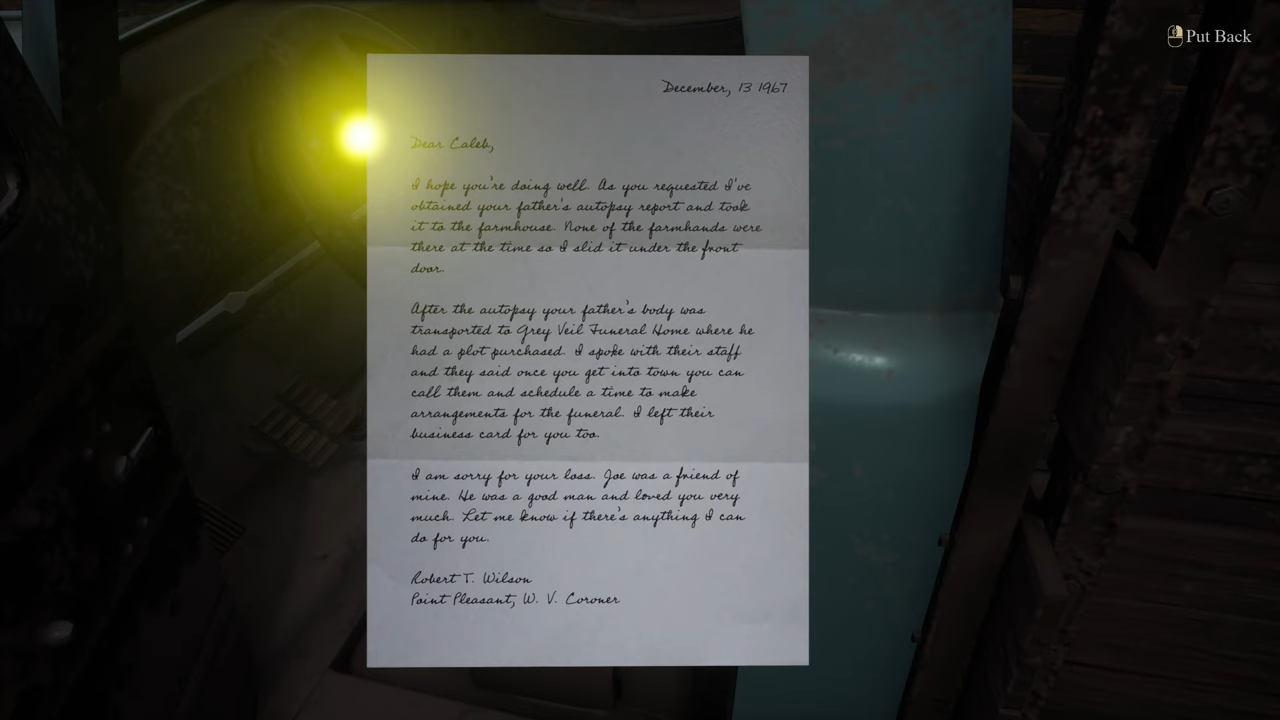 Put Back
December, 13 1967
Dear Caleb,
I hope you're doing well. As you requested I've
obtained your father's autopsy report and took
it to the farmhouse. None of the farmhands were
there at the time so I slid it under the front
door.
After the autopsy your father's body was
transported to Grey Veil Funeral Home where he
had a plot purchased. I spoke with their staff
and they said once you get into town you can
call them and schedule a time to make
arrangements for the funeral. I left their
business card for you too.
I am sorry for your loss. Joe was a friend of
mine. He was a good man and loved you very
much. Let me know if there's anything I can
do for you.
Robert T. Wilson
Point Pleasant, W. V. Coroner